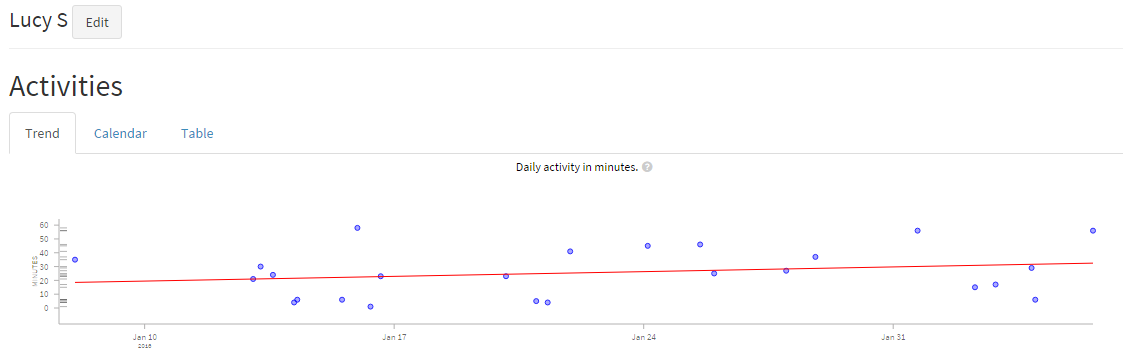 Lucy S Edit
Activities
Trend Calendar Table
Daily activity in minutes. ?
60
50
40
30
20
10
0
MINUTES
Jan 10 Jan 17 Jan 24 Jan 31
2016